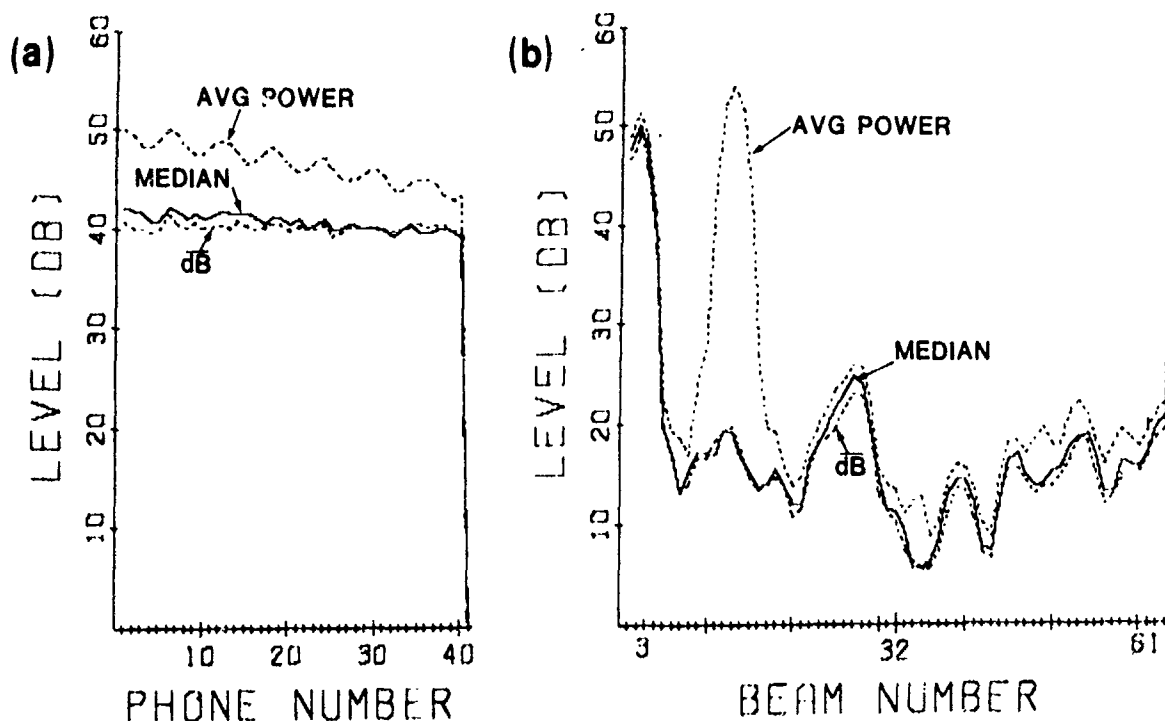 (a)
60
50
40
30
20
10
LEVEL (DB)
AVG POWER
MEDIAN
dB
10 20 30 40
PHONE NUMBER
(b)
60
50
40
30
20
10
LEVEL (DB)
AVG POWER
MEDIAN
dB
3 32 61
BEAM NUMBER